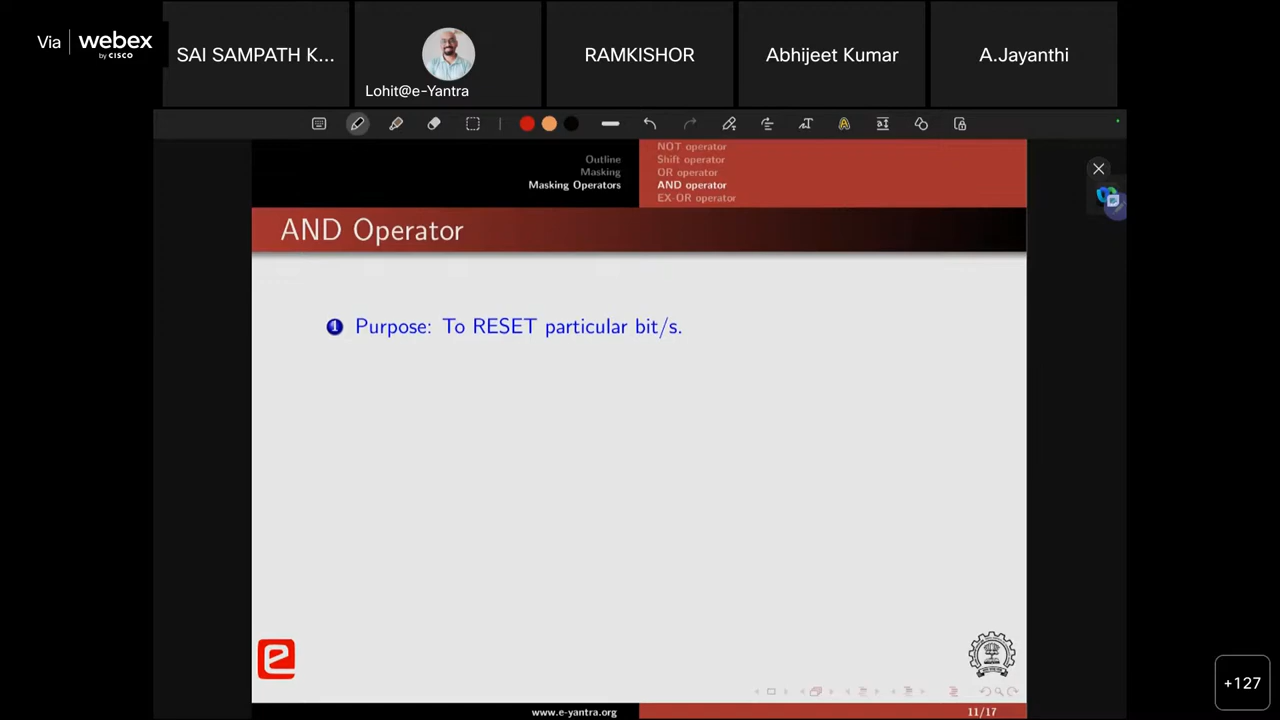 Via webex
by CISCO
SAI SAMPATH K...
Lohit@e-Yantra
RAMKISHOR
Abhijeet Kumar
A.Jayanthi
Outline
Masking
Masking Operators
NOT operator
Shift operator
OR operator
AND operator
EX-OR operator
AND Operator
1 Purpose: To RESET particular bit/s.
www.e-yantra.org
11/17
+127